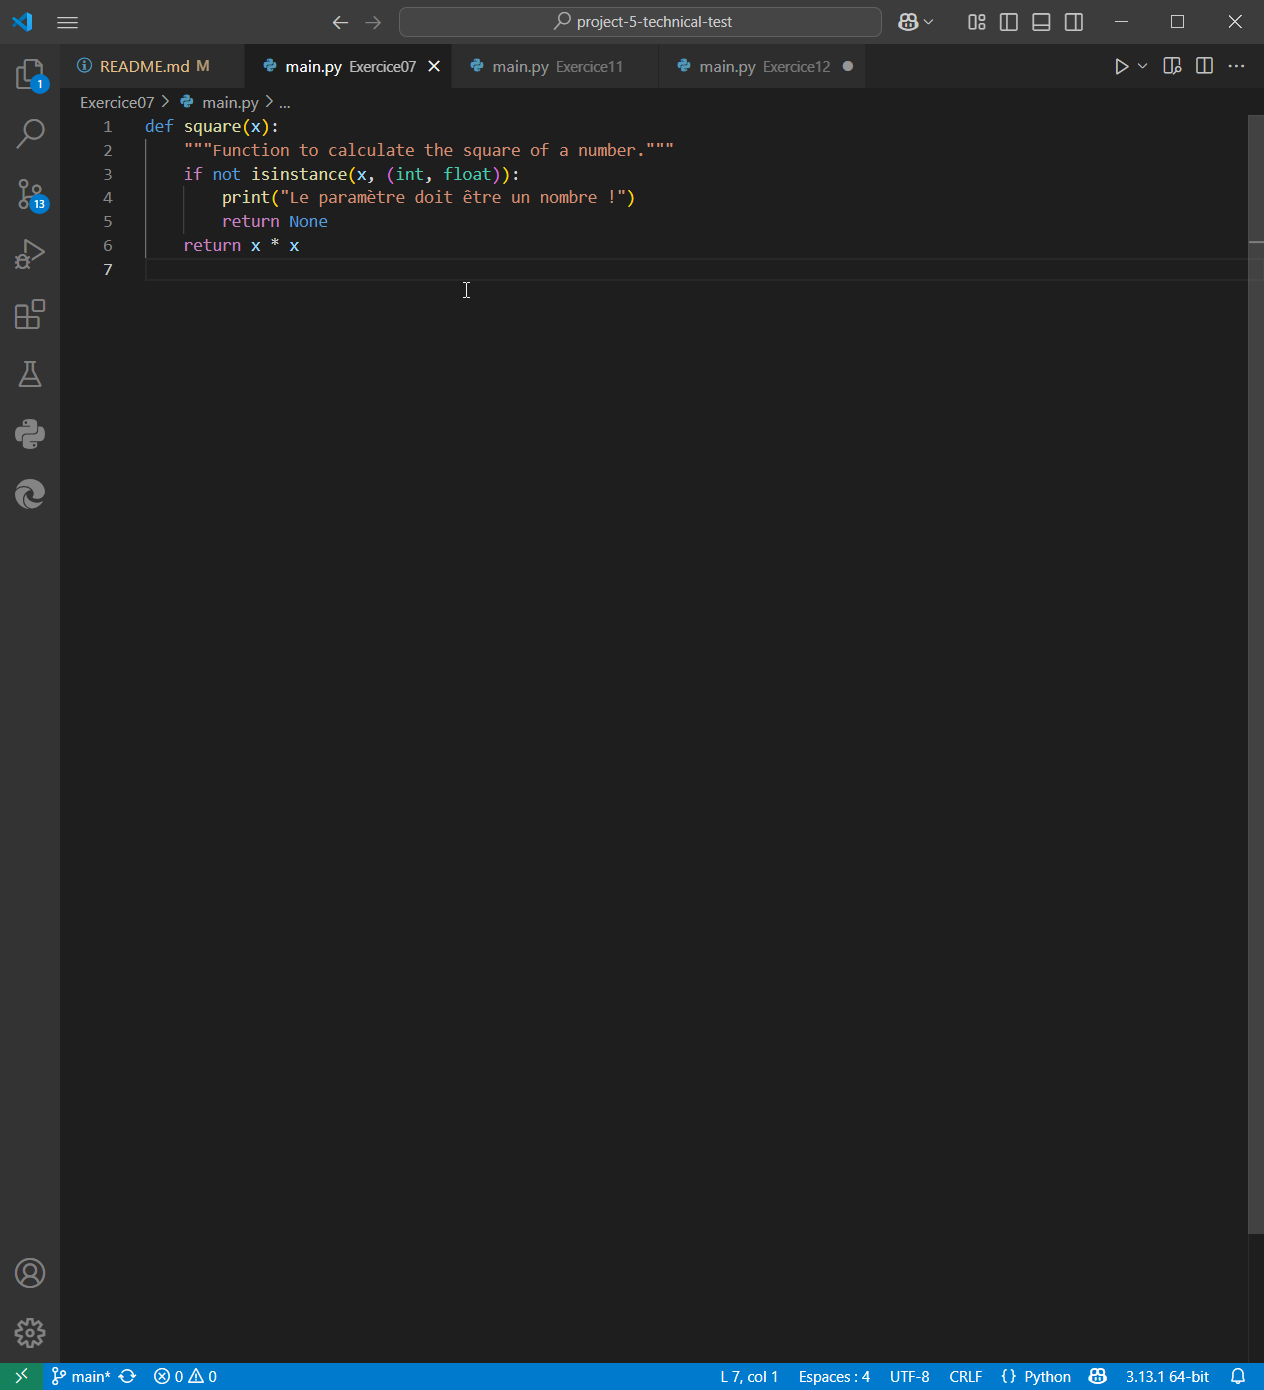 project-5-technical-test
README.md M
main.py Exercice07
main.py Exercice11
main.py Exercice12
1
13
Exercice07 > main.py > ...
1 def square(x):
2 """Function to calculate the square of a number."""
3 if not isinstance(x, (int, float)):
4 print("Le paramètre doit être un nombre !")
5 return None
6 return x * x
7
main* 0 0 L 7, col 1 Espaces : 4 UTF-8 CRLF {} Python 3.13.1 64-bit